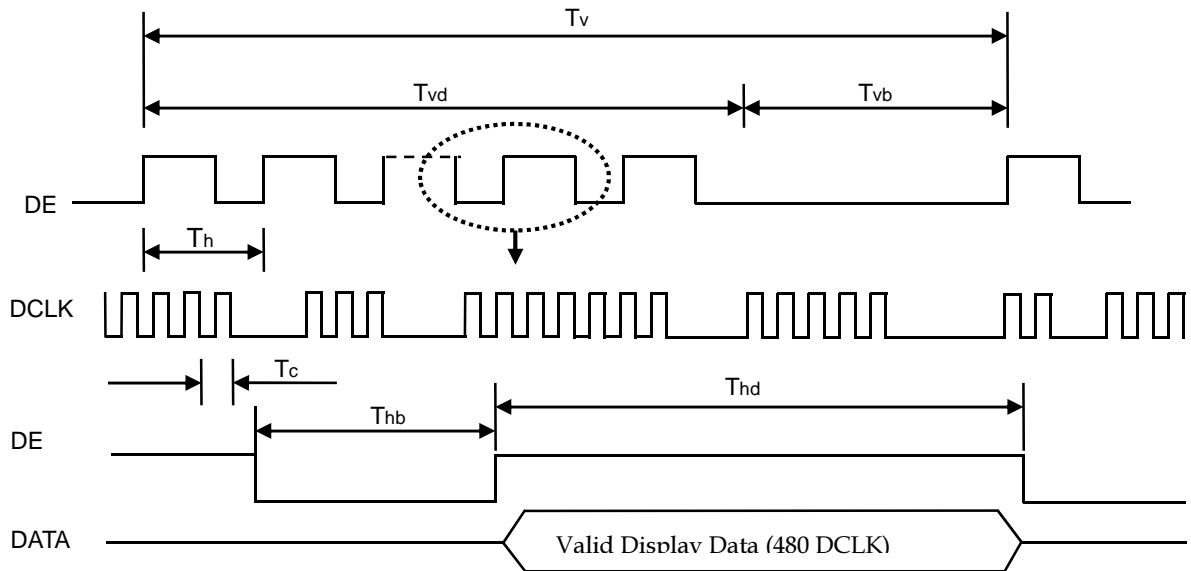 Tv
Tvd Tvb
DE
Th
DCLK
Tc
Thb Thd
DE
DATA Valid Display Data (480 DCLK)